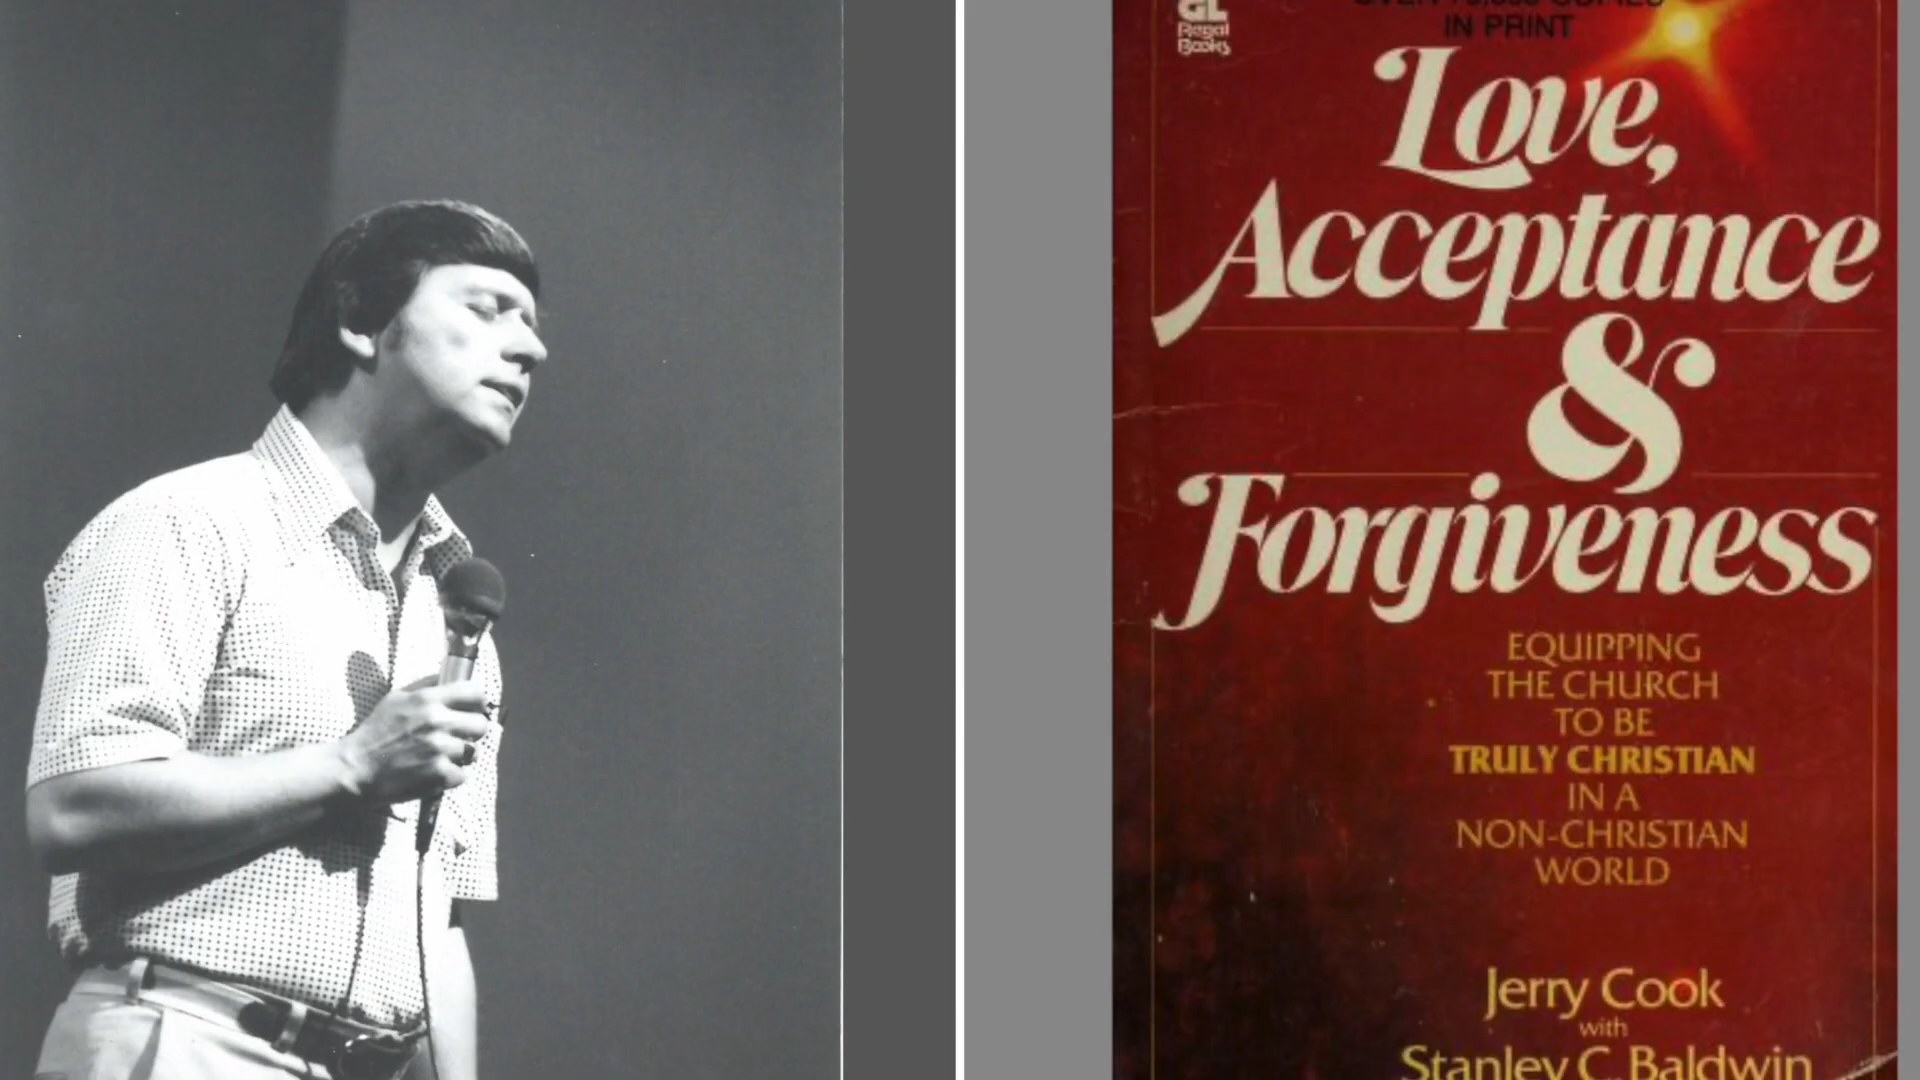 GL
Regal
Books
IN PRINT
Love,
Acceptance
&
Forgiveness
EQUIPPING
THE CHURCH
TO BE
TRULY CHRISTIAN
IN A
NON-CHRISTIAN
WORLD
Jerry Cook
with
Stanley C. Baldwin